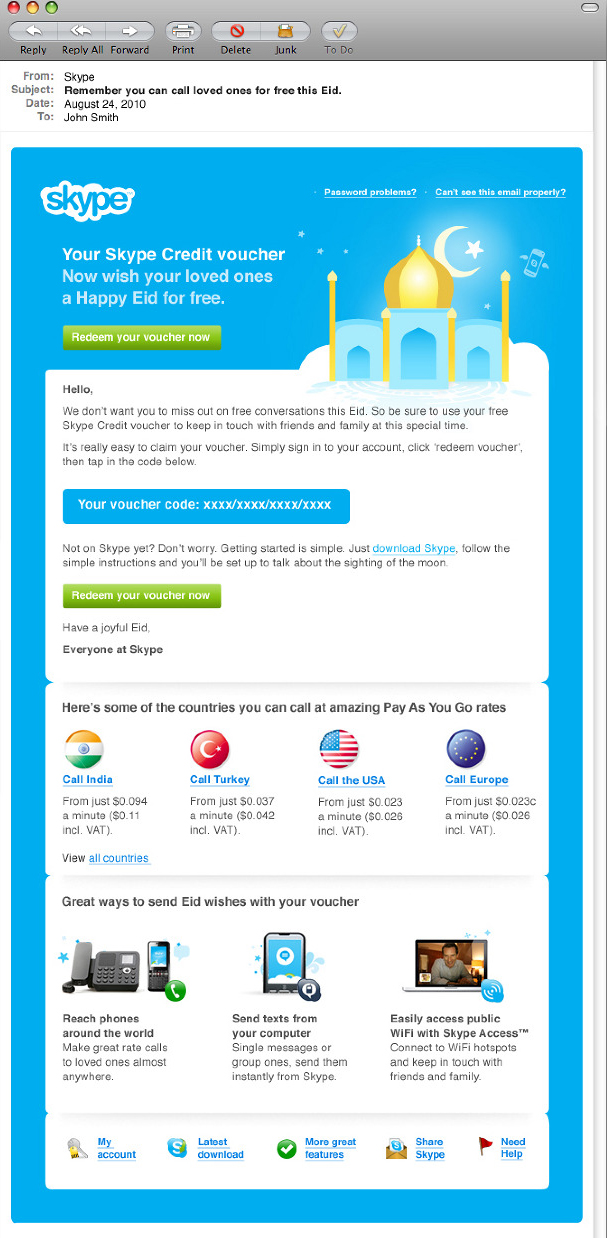 Reply Reply All Forward Print Delete Junk To Do
From: Skype
Subject: Remember you can call loved ones for free this Eid.
Date: August 24, 2010
To: John Smith
skype
Password problems? · Can't see this email properly?
Your Skype Credit voucher
Now wish your loved ones
a Happy Eid for free.
Redeem your voucher now
Hello,
We don't want you to miss out on free conversations this Eid. So be sure to use your free
Skype Credit voucher to keep in touch with friends and family at this special time.
It's really easy to claim your voucher. Simply sign in to your account, click 'redeem voucher',
then tap in the code below.
Your voucher code: xxxx/xxxx/xxxx/xxxx
Not on Skype yet? Don't worry. Getting started is simple. Just download Skype, follow the
simple instructions and you'll be set up to talk about the sighting of the moon.
Redeem your voucher now
Have a joyful Eid,
Everyone at Skype
Here's some of the countries you can call at amazing Pay As You Go rates
Call India
From just $0.094
a minute ($0.11
incl. VAT).
Call Turkey
From just $0.037
a minute ($0.042
incl. VAT).
Call the USA
From just $0.023
a minute ($0.026
incl. VAT).
Call Europe
From just $0.023c
a minute ($0.026
incl. VAT).
View all countries
Great ways to send Eid wishes with your voucher
Reach phones
around the world
Make great rate calls
to loved ones almost
anywhere.
Send texts from
your computer
Single messages or
group ones, send them
instantly from Skype.
Easily access public
WiFi with Skype Access™
Connect to WiFi hotspots
and keep in touch with
friends and family.
My
account
Latest
download
More great
features
Share
Skype
Need
Help